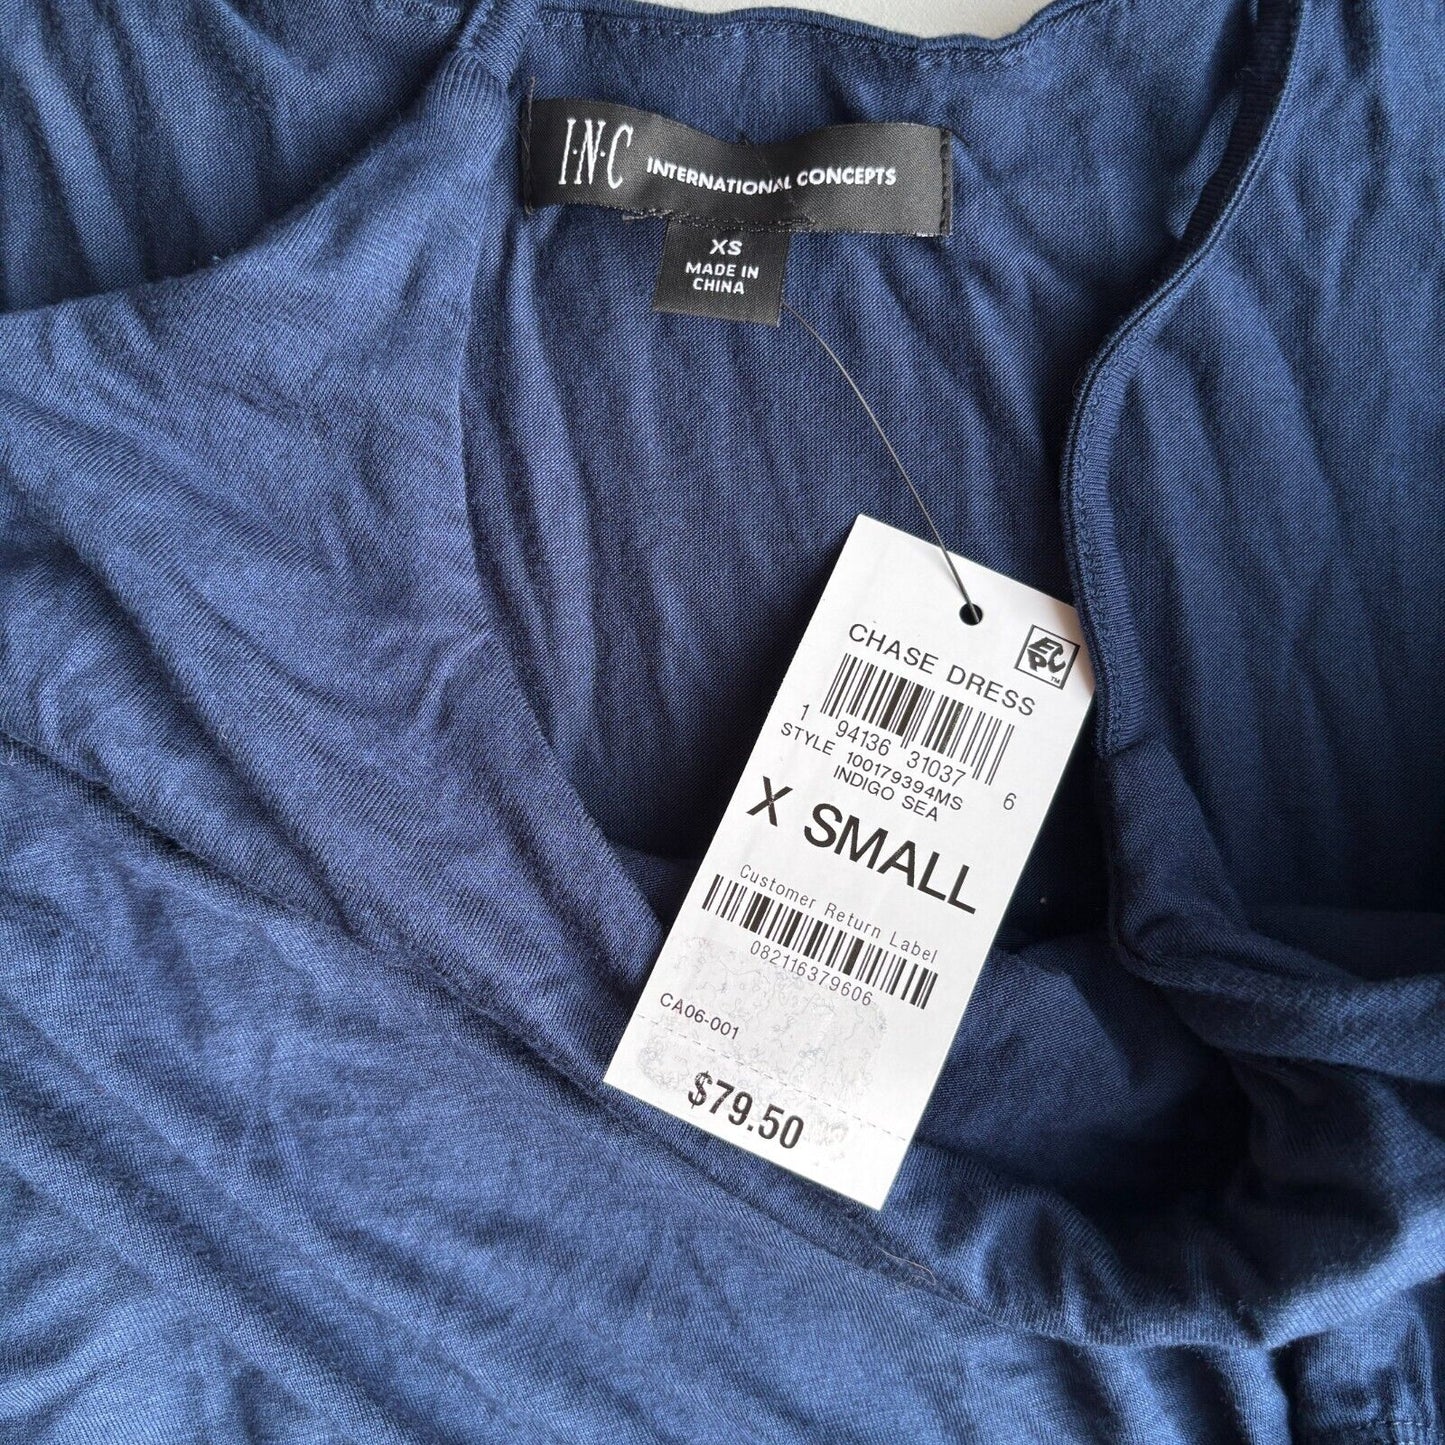 I·N·C INTERNATIONAL CONCEPTS
XS
MADE IN
CHINA
EPC™
CHASE DRESS
1 94136 31037 6
STYLE 100179394MS
INDIGO SEA
X SMALL
Customer Return Label
082116379606
CA06-001
$79.50